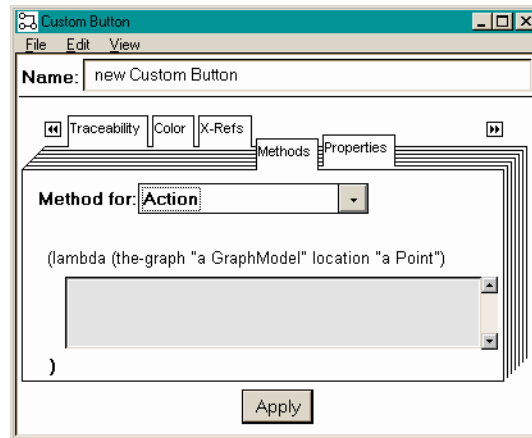 Custom Button
File Edit View
Name: new Custom Button
Traceability Color X-Refs
Methods Properties
Method for: Action
(lambda (the-graph "a GraphModel" location "a Point")
)
Apply